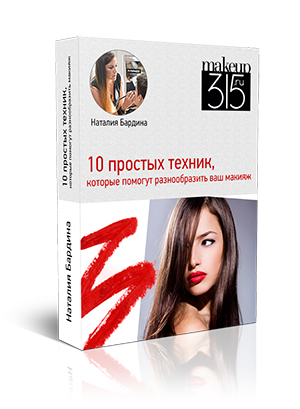 makeup
315.ru
Наталия Бардина
10 простых техник,
которые помогут разнообразить ваш макияж
10 простых техник,
которые помогут разнообразить ваш макияж
Наталия Бардина